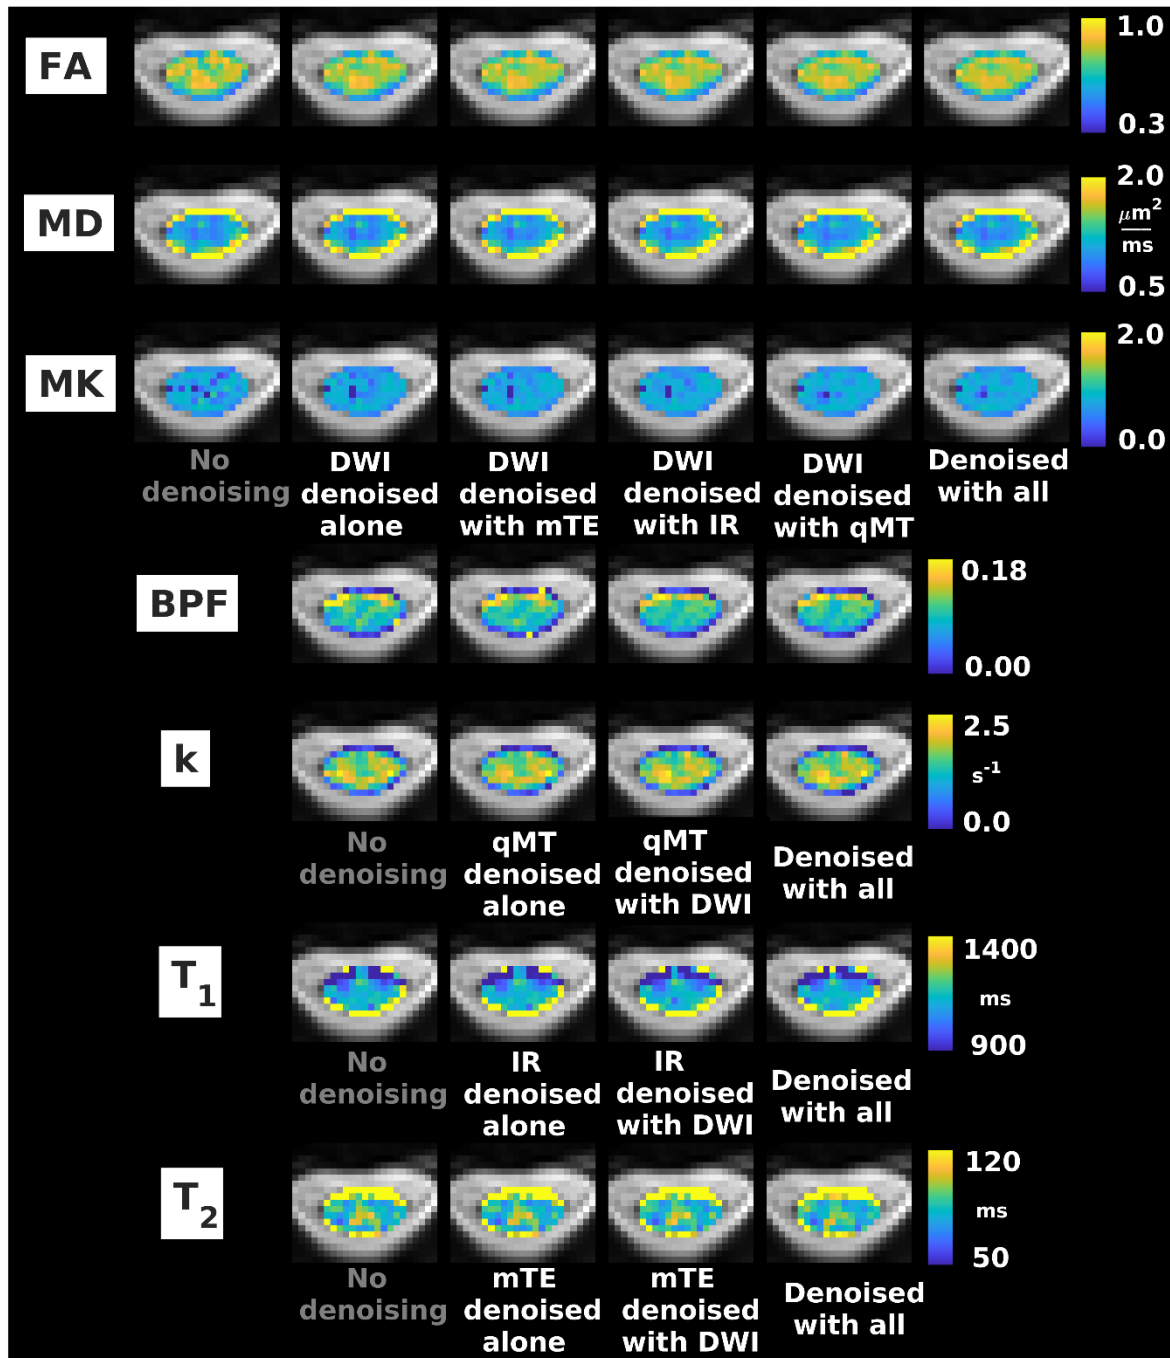 FA
1.0
0.3
MD
2.0
μm²
ms
0.5
MK
2.0
0.0
No
denoising
DWI
denoised
alone
DWI
denoised
with mTE
DWI
denoised
with IR
DWI
denoised
with qMT
Denoised
with all
BPF
0.18
0.00
k
2.5
s⁻¹
0.0
No
denoising
qMT
denoised
alone
qMT
denoised
with DWI
Denoised
with all
T₁
1400
ms
900
No
denoising
IR
denoised
alone
IR
denoised
with DWI
Denoised
with all
T₂
120
ms
50
No
denoising
mTE
denoised
alone
mTE
denoised
with DWI
Denoised
with all